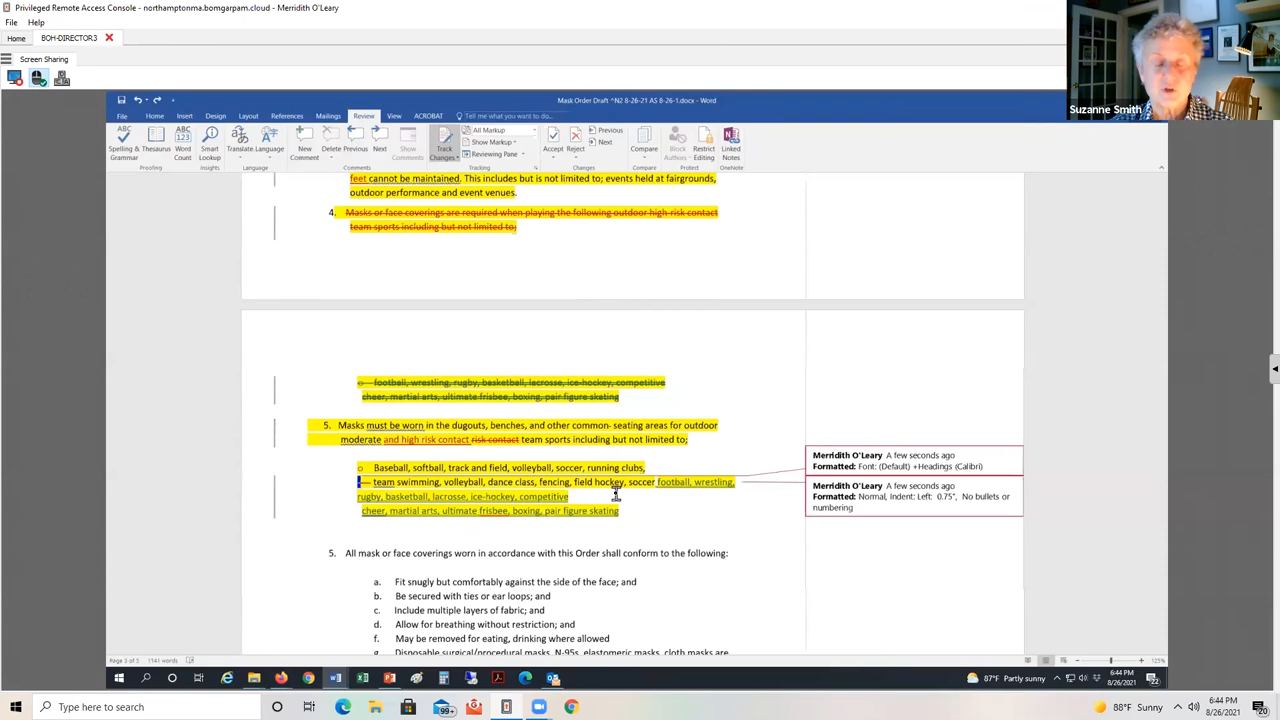 Privileged Remote Access Console - northamptonma.bomgarpam.cloud - Merridith O'Leary
File Help
Home BOH-DIRECTOR3
Screen Sharing
Suzanne Smith
Mask Order Draft ^N2 8-26-21 AS 8-26-1.docx - Word
File Home Insert Design Layout References Mailings Review View ACROBAT Tell me what you want to do...
Spelling & Grammar Thesaurus Word Count Smart Lookup Translate Language New Comment Delete Previous Next Show Comments Track Changes All Markup Show Markup Reviewing Pane Accept Reject Previous Next Compare Block Authors Restrict Editing Linked Notes
Proofing Insights Language Comments Tracking Changes Compare Protect OneNote
feet cannot be maintained. This includes but is not limited to; events held at fairgrounds,
outdoor performance and event venues.
4. Masks or face coverings are required when playing the following outdoor high-risk contact
team sports including but not limited to;
o football, wrestling, rugby, basketball, lacrosse, ice-hockey, competitive
cheer, martial arts, ultimate frisbee, boxing, pair figure skating
5. Masks must be worn in the dugouts, benches, and other common- seating areas for outdoor
moderate and high risk contact risk contact team sports including but not limited to;
o Baseball, softball, track and field, volleyball, soccer, running clubs,
team swimming, volleyball, dance class, fencing, field hockey, soccer football, wrestling,
rugby, basketball, lacrosse, ice-hockey, competitive
cheer, martial arts, ultimate frisbee, boxing, pair figure skating
Merridith O'Leary A few seconds ago
Formatted: Font: (Default) +Headings (Calibri)
Merridith O'Leary A few seconds ago
Formatted: Normal, Indent: Left: 0.75", No bullets or
numbering
5. All mask or face coverings worn in accordance with this Order shall conform to the following:
a. Fit snugly but comfortably against the side of the face; and
b. Be secured with ties or ear loops; and
c. Include multiple layers of fabric; and
d. Allow for breathing without restriction; and
f. May be removed for eating, drinking where allowed
g. Disposable surgical/procedural masks, N-95s, elastomeric masks, cloth masks are
Page 3 of 5 1141 words 125%
87°F Partly sunny 6:44 PM
8/26/2021 22
Type here to search 99+ 88°F Sunny 6:44 PM
8/26/2021 20